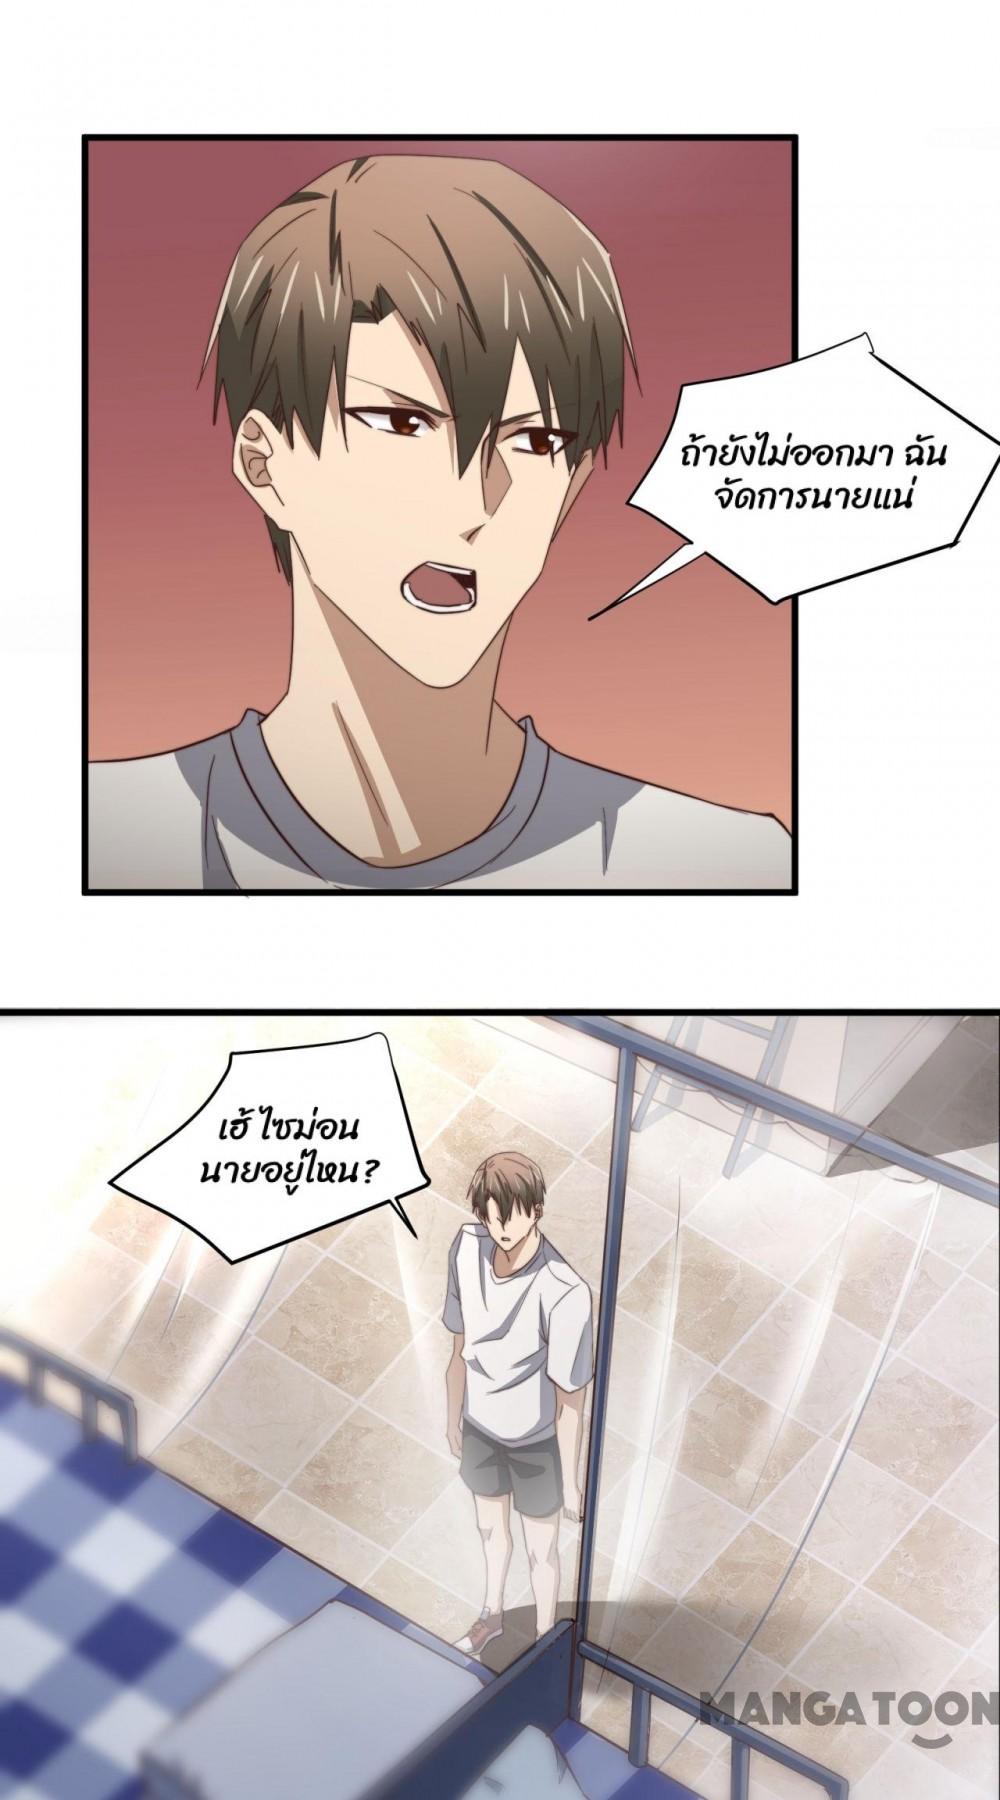 ถ้ายังไม่ออกมา ฉัน
จัดการนายแน่
เฮ้ ไซม่อน
นายอยู่ไหน?
MANGATOON